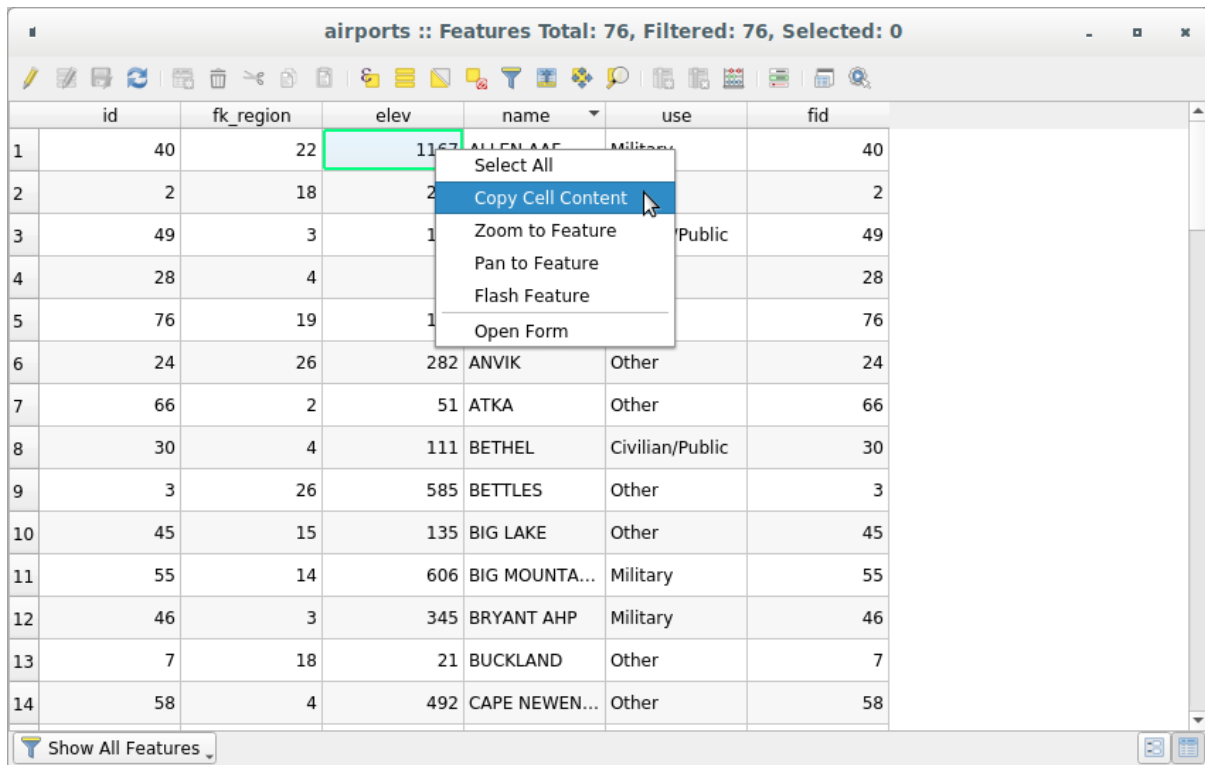 airports :: Features Total: 76, Filtered: 76, Selected: 0
id fk_region elev name use fid
1 40 22 1167 ALLEN AAF Military 40
2 2 18 2 2
3 49 3 1 /Public 49
4 28 4 28
5 76 19 1 76
Select All
Copy Cell Content
Zoom to Feature
Pan to Feature
Flash Feature
Open Form
6 24 26 282 ANVIK Other 24
7 66 2 51 ATKA Other 66
8 30 4 111 BETHEL Civilian/Public 30
9 3 26 585 BETTLES Other 3
10 45 15 135 BIG LAKE Other 45
11 55 14 606 BIG MOUNTA... Military 55
12 46 3 345 BRYANT AHP Military 46
13 7 18 21 BUCKLAND Other 7
14 58 4 492 CAPE NEWEN... Other 58
Show All Features